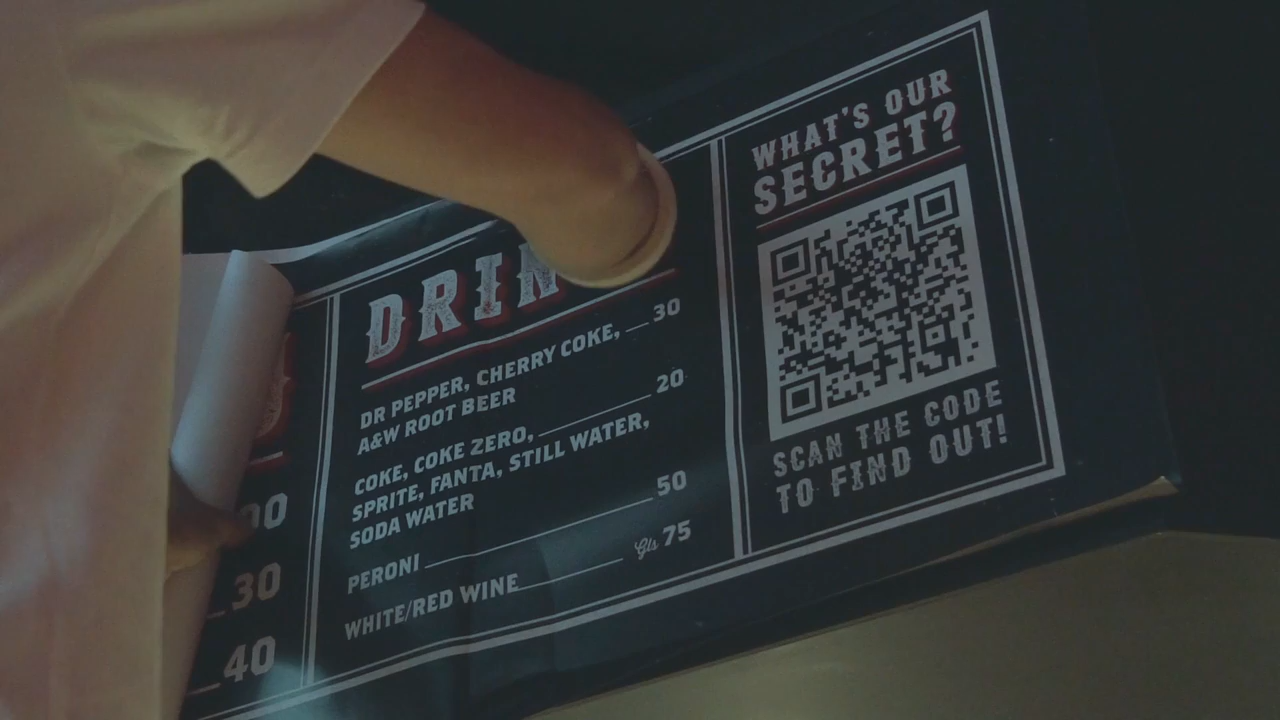 DRIN
DR PEPPER, CHERRY COKE, 30
A&W ROOT BEER
20
COKE, COKE ZERO,
SPRITE, FANTA, STILL WATER,
SODA WATER
50
PERONI
Gls 75
WHITE/RED WINE
30
40
WHAT'S OUR
SECRET?
SCAN THE CODE
TO FIND OUT!